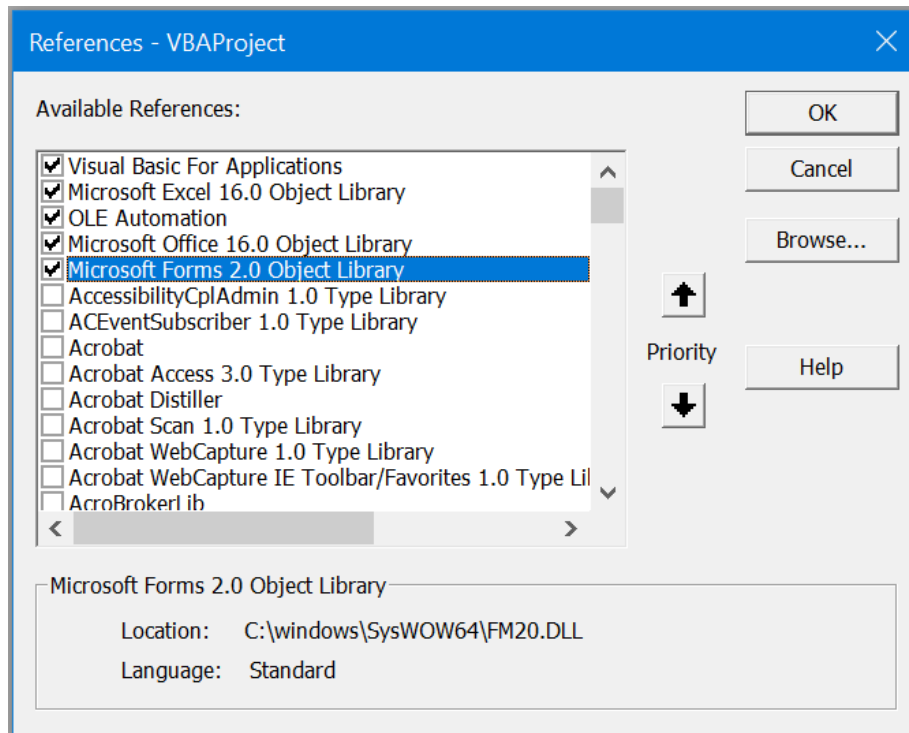 References - VBAProject
Available References:
OK
Cancel
Browse...
Priority
Help
Visual Basic For Applications
Microsoft Excel 16.0 Object Library
OLE Automation
Microsoft Office 16.0 Object Library
Microsoft Forms 2.0 Object Library
AccessibilityCplAdmin 1.0 Type Library
ACEventSubscriber 1.0 Type Library
Acrobat
Acrobat Access 3.0 Type Library
Acrobat Distiller
Acrobat Scan 1.0 Type Library
Acrobat WebCapture 1.0 Type Library
Acrobat WebCapture IE Toolbar/Favorites 1.0 Type Lil
AcroBrokerLib
Microsoft Forms 2.0 Object Library
Location: C:\windows\SysWOW64\FM20.DLL
Language: Standard